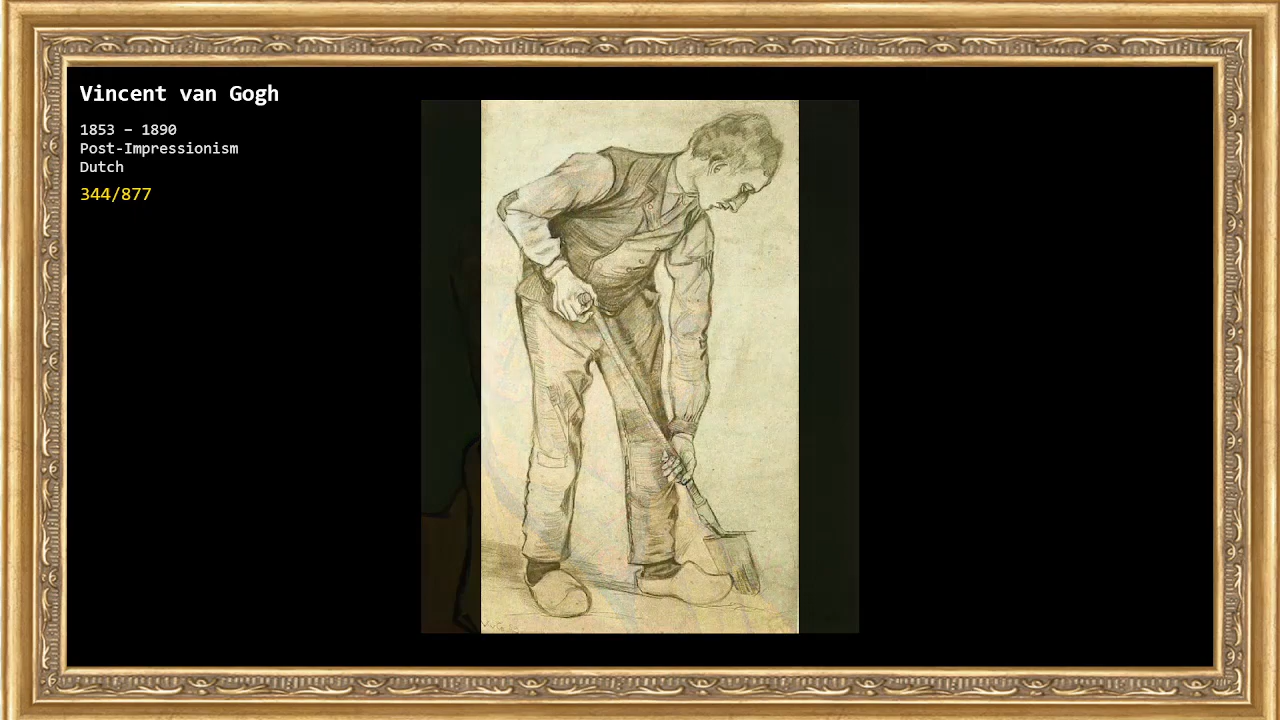 Vincent van Gogh
1853 – 1890
Post-Impressionism
Dutch
344/877